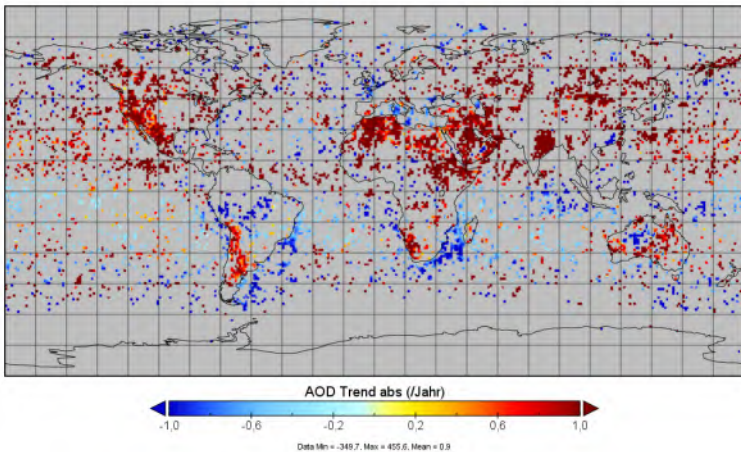 AOD Trend abs (/Jahr)
-1,0 -0,6 -0,2 0,2 0,6 1,0
Data Min = -349,7, Max = 455,6, Mean = 0,9